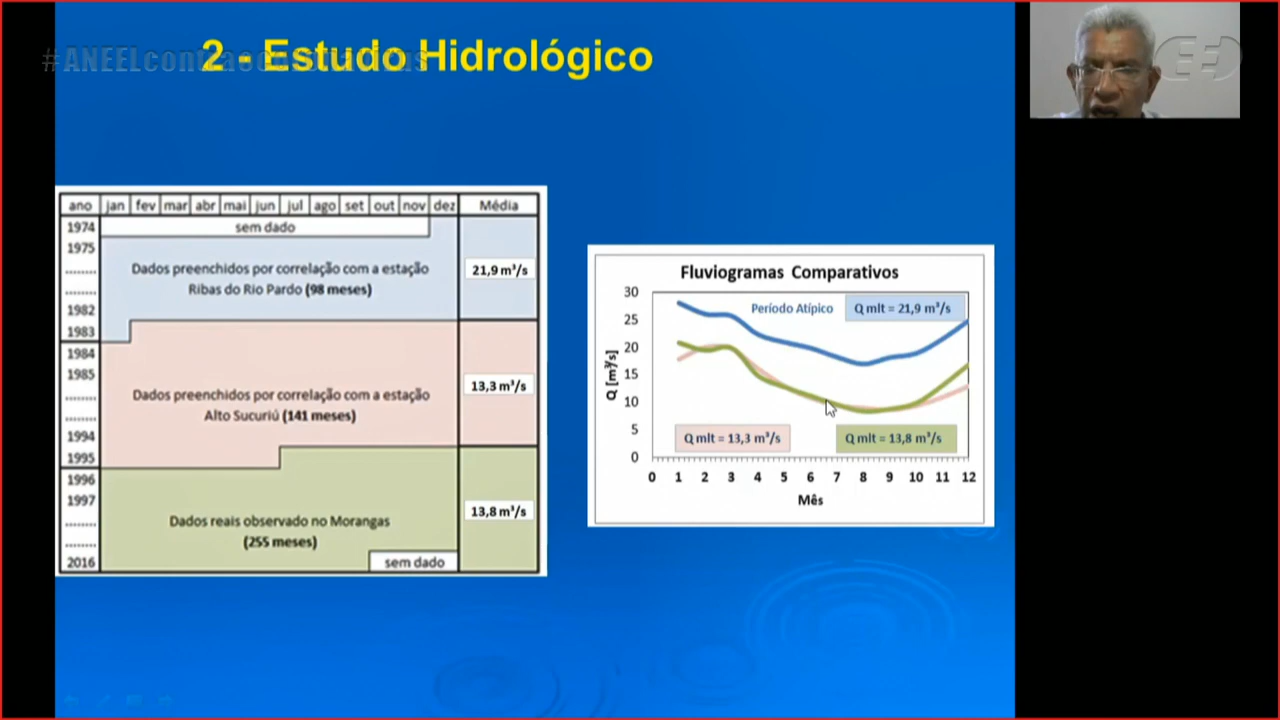 #ANEELcontraocoronavírus
2 - Estudo Hidrológico
ano jan fev mar abr mai jun jul ago set out nov dez Média
1974 sem dado
1975
........ Dados preenchidos por correlação com a estação 21,9 m³/s
........ Ribas do Rio Pardo (98 meses)
1982
1983
1984
1985
........ Dados preenchidos por correlação com a estação 13,3 m³/s
........ Alto Sucuriú (141 meses)
1994
1995
1996
1997
........ Dados reais observado no Morangas 13,8 m³/s
........ (255 meses)
2016 sem dado
Fluviogramas Comparativos
Período Atípico Q mlt = 21,9 m³/s
Q [m³/s]
30
25
20
15
10
5
0
Q mlt = 13,3 m³/s Q mlt = 13,8 m³/s
0 1 2 3 4 5 6 7 8 9 10 11 12
Mês